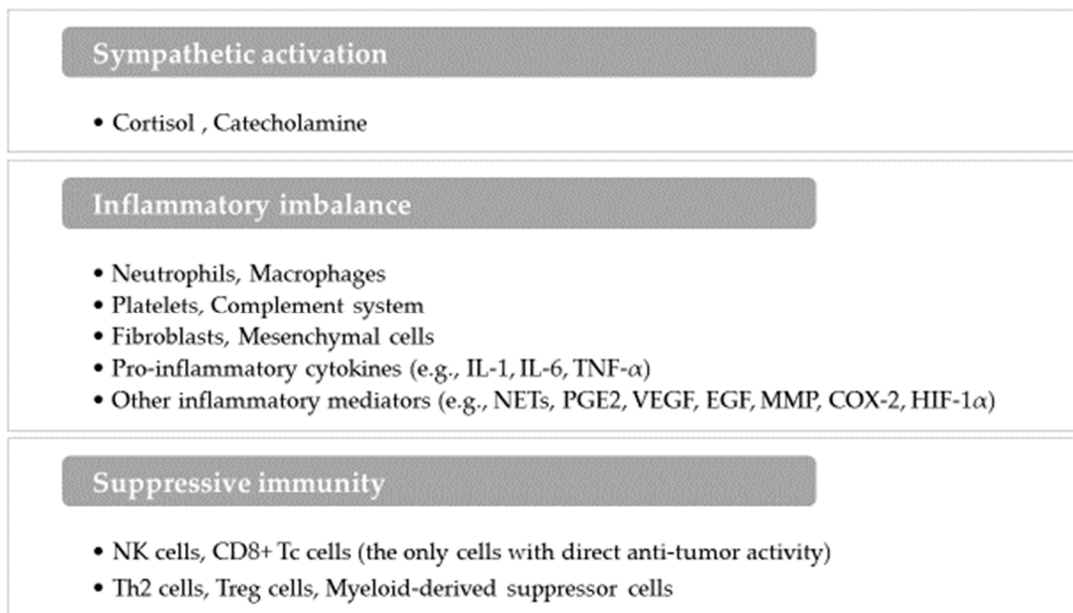 Sympathetic activation
• Cortisol , Catecholamine
Inflammatory imbalance
• Neutrophils, Macrophages
• Platelets, Complement system
• Fibroblasts, Mesenchymal cells
• Pro-inflammatory cytokines (e.g., IL-1, IL-6, TNF-α)
• Other inflammatory mediators (e.g., NETs, PGE2, VEGF, EGF, MMP, COX-2, HIF-1α)
Suppressive immunity
• NK cells, CD8+ Tc cells (the only cells with direct anti-tumor activity)
• Th2 cells, Treg cells, Myeloid-derived suppressor cells